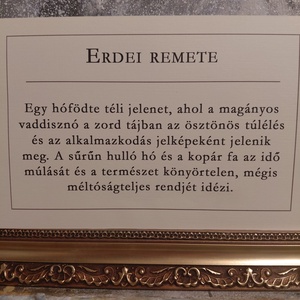 ERDEI REMETE
Egy hófödte téli jelenet, ahol a magányos
vaddisznó a zord tájban az ösztönös túlélés
és az alkalmazkodás jelképeként jelenik
meg. A sűrűn hulló hó és a kopár fa az idő
múlását és a természet könyörtelen, mégis
méltóságteljes rendjét idézi.